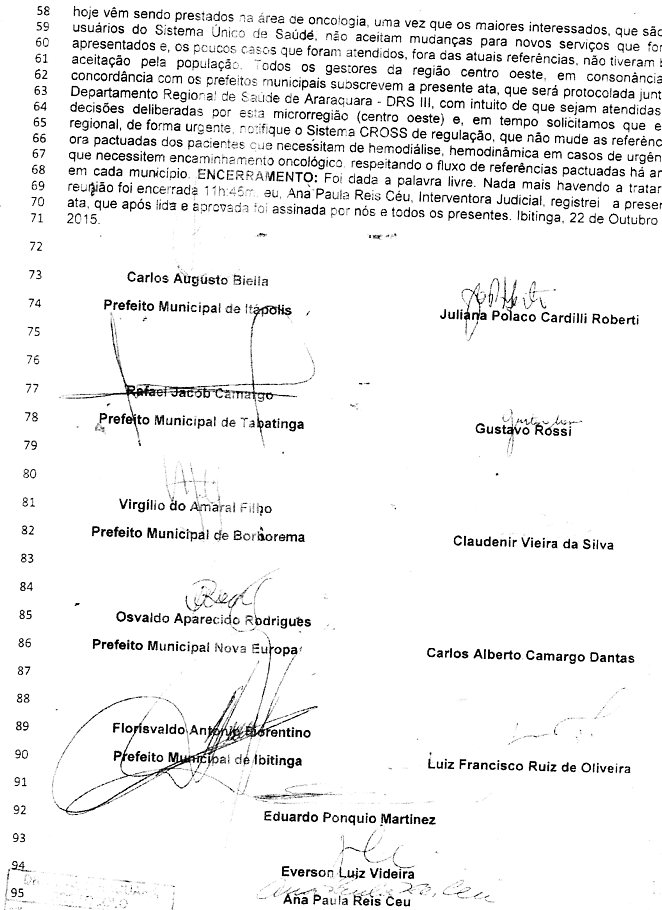 58 hoje vêm sendo prestados na área de oncologia, uma vez que os maiores interessados, que são
59 usuários do Sistema Único de Saúde, não aceitam mudanças para novos serviços que for
60 apresentados e, os poucos casos que foram atendidos, fora das atuais referências, não tiveram b
61 aceitação pela população. Todos os gestores da região centro oeste, em consonância
62 concordância com os prefeitos municipais subscrevem a presente ata, que será protocolada junt
63 Departamento Regional de Saúde de Araraquara - DRS III, com intuito de que sejam atendidas
64 decisões deliberadas por esta microrregião (centro oeste) e, em tempo solicitamos que e
65 regional, de forma urgente, notifique o Sistema CROSS de regulação, que não mude as referênc
66 ora pactuadas dos pacientes que necessitam de hemodiálise, hemodinâmica em casos de urgên
67 que necessitem encaminhamento oncológico, respeitando o fluxo de referências pactuadas há an
68 em cada município. ENCERRAMENTO: Foi dada a palavra livre. Nada mais havendo a tratar
69 reunião foi encerrada 11h:46m. eu, Ana Paula Reis Céu, Interventora Judicial, registrei a preser
70 ata, que após lida e aprovada foi assinada por nós e todos os presentes. Ibitinga, 22 de Outubro
71 2015.
72
73 Carlos Augusto Biella
74 Prefeito Municipal de Itápolis
Juliana Polaco Cardilli Roberti
75
76
77 Rafael Jacob Camargo
78 Prefeito Municipal de Tabatinga
Gustavo Rossi
79
80
81 Virgílio do Amaral Filho
82 Prefeito Municipal de Borborema
Claudenir Vieira da Silva
83
84
85 Osvaldo Aparecido Rodrigues
86 Prefeito Municipal Nova Europa
Carlos Alberto Camargo Dantas
87
88
89 Florisvaldo Antônio Fiorentino
90 Prefeito Municipal de Ibitinga
Luiz Francisco Ruiz de Oliveira
91
92 Eduardo Ponquio Martinez
93
94 Everson Luiz Videira
95 Ana Paula Reis Ceu